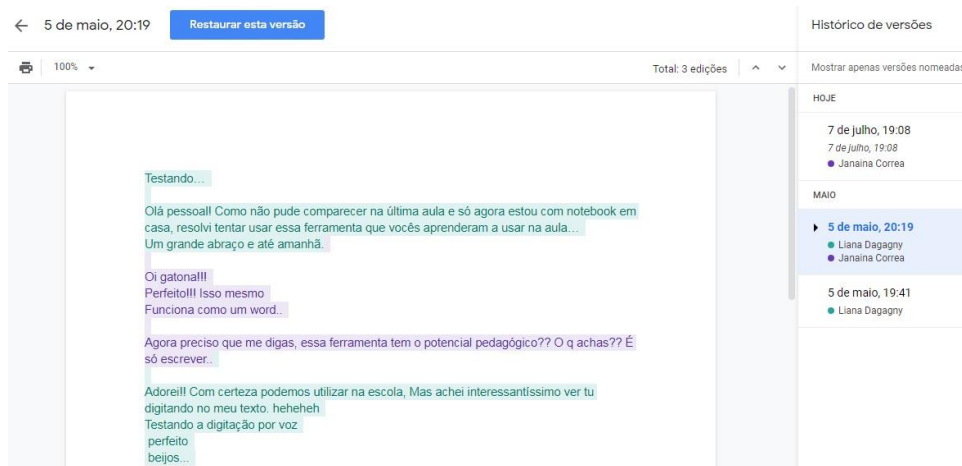 5 de maio, 20:19
Restaurar esta versão
Histórico de versões
100%
Total: 3 edições
Mostrar apenas versões nomeadas
HOJE
7 de julho, 19:08
7 de julho, 19:08
Janaina Correa
MAIO
5 de maio, 20:19
Liana Dagagny
Janaina Correa
5 de maio, 19:41
Liana Dagagny
Testando...
Olá pessoal! Como não pude comparecer na última aula e só agora estou com notebook em
casa, resolvi tentar usar essa ferramenta que vocês aprenderam a usar na aula...
Um grande abraço e até amanhã.
Oi gatona!!!
Perfeito!!! Isso mesmo
Funciona como um word..
Agora preciso que me digas, essa ferramenta tem o potencial pedagógico?? O q achas?? É
só escrever..
Adorei!! Com certeza podemos utilizar na escola, Mas achei interessantíssimo ver tu
digitando no meu texto. heheheh
Testando a digitação por voz
perfeito
beijos...